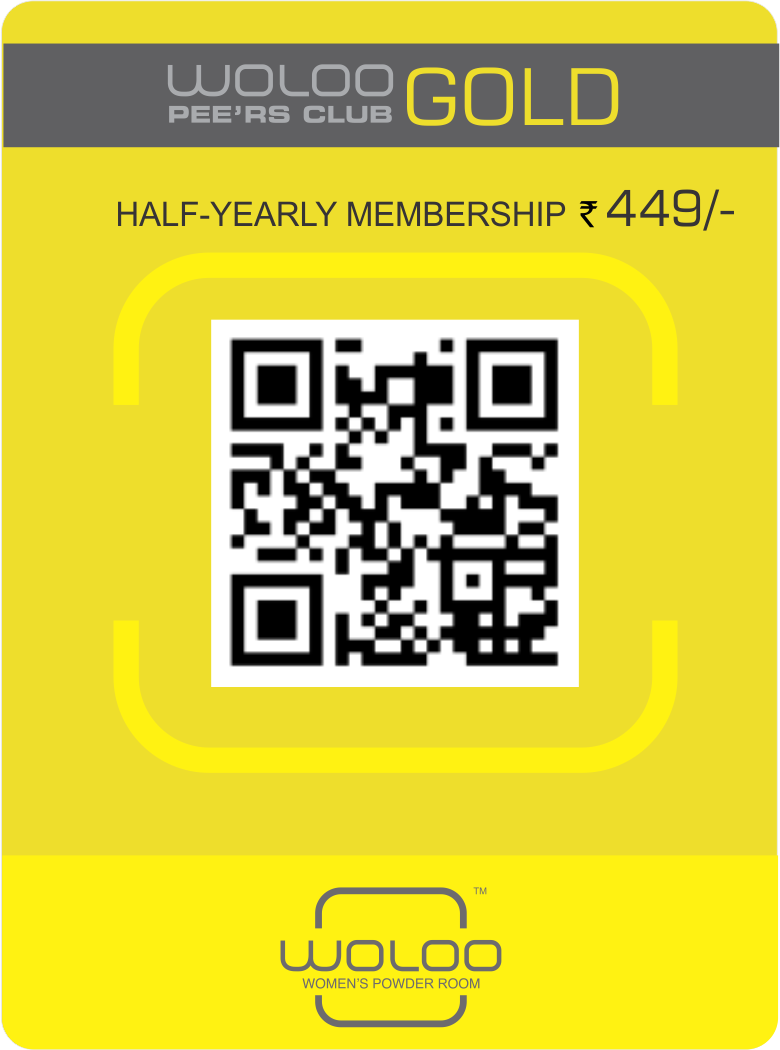 WOLOO
PEE'RS CLUB GOLD
HALF-YEARLY MEMBERSHIP ₹ 449/-
TM
WOLOO
WOMEN'S POWDER ROOM